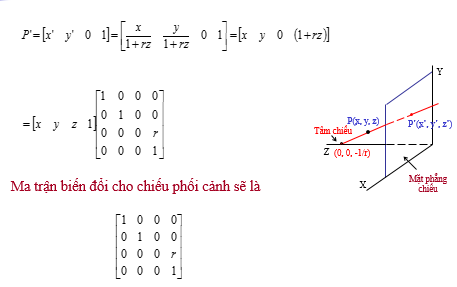 P'=[x' y' 0 1]=[x/(1+rz) y/(1+rz) 0 1]=[x y 0 (1+rz)]
=[x y z 1][1 0 0 0
0 1 0 0
0 0 0 r
0 0 0 1]
Y
P(x, y, z)
P'(x', y', z')
Tâm chiếu
Z (0, 0, -1/r)
X
Mặt phẳng
chiếu
Ma trận biến đổi cho chiếu phối cảnh sẽ là
[1 0 0 0
0 1 0 0
0 0 0 r
0 0 0 1]